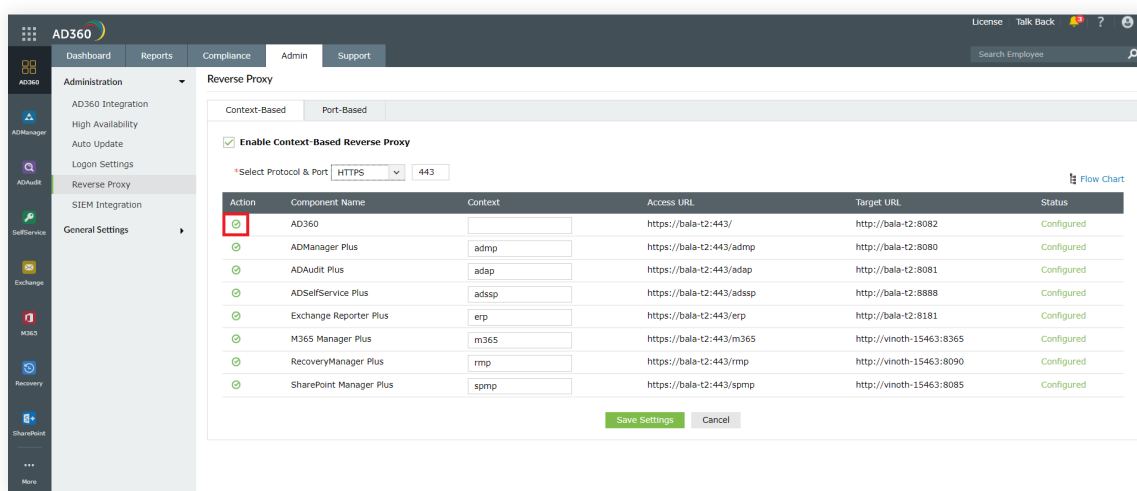 License Talk Back 3 ?
AD360
Dashboard Reports Compliance Admin Support Search Employee
AD360
ADManager
ADAudit
SelfService
Exchange
M365
Recovery
SharePoint
More
Administration
AD360 Integration
High Availability
Auto Update
Logon Settings
Reverse Proxy
SIEM Integration
General Settings
Reverse Proxy
Context-Based Port-Based
Enable Context-Based Reverse Proxy
*Select Protocol & Port HTTPS 443
Flow Chart
Action Component Name Context Access URL Target URL Status
AD360 https://bala-t2:443/ http://bala-t2:8082 Configured
ADManager Plus admp https://bala-t2:443/admp http://bala-t2:8080 Configured
ADAudit Plus adap https://bala-t2:443/adap http://bala-t2:8081 Configured
ADSelfService Plus adssp https://bala-t2:443/adssp http://bala-t2:8888 Configured
Exchange Reporter Plus erp https://bala-t2:443/erp http://bala-t2:8181 Configured
M365 Manager Plus m365 https://bala-t2:443/m365 http://vinoth-15463:8365 Configured
RecoveryManager Plus rmp https://bala-t2:443/rmp http://vinoth-15463:8090 Configured
SharePoint Manager Plus spmp https://bala-t2:443/spmp http://vinoth-15463:8085 Configured
Save Settings Cancel